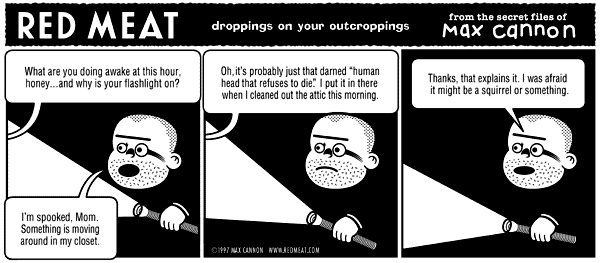 RED MEAT
droppings on your outcroppings
from the secret files of
Max cannon
What are you doing awake at this hour,
honey...and why is your flashlight on?
I'm spooked, Mom.
Something is moving
around in my closet.
Oh, it's probably just that darned "human
head that refuses to die." I put it in there
when I cleaned out the attic this morning.
©1997 MAX CANNON WWW.REDMEAT.COM
Thanks, that explains it. I was afraid
it might be a squirrel or something.